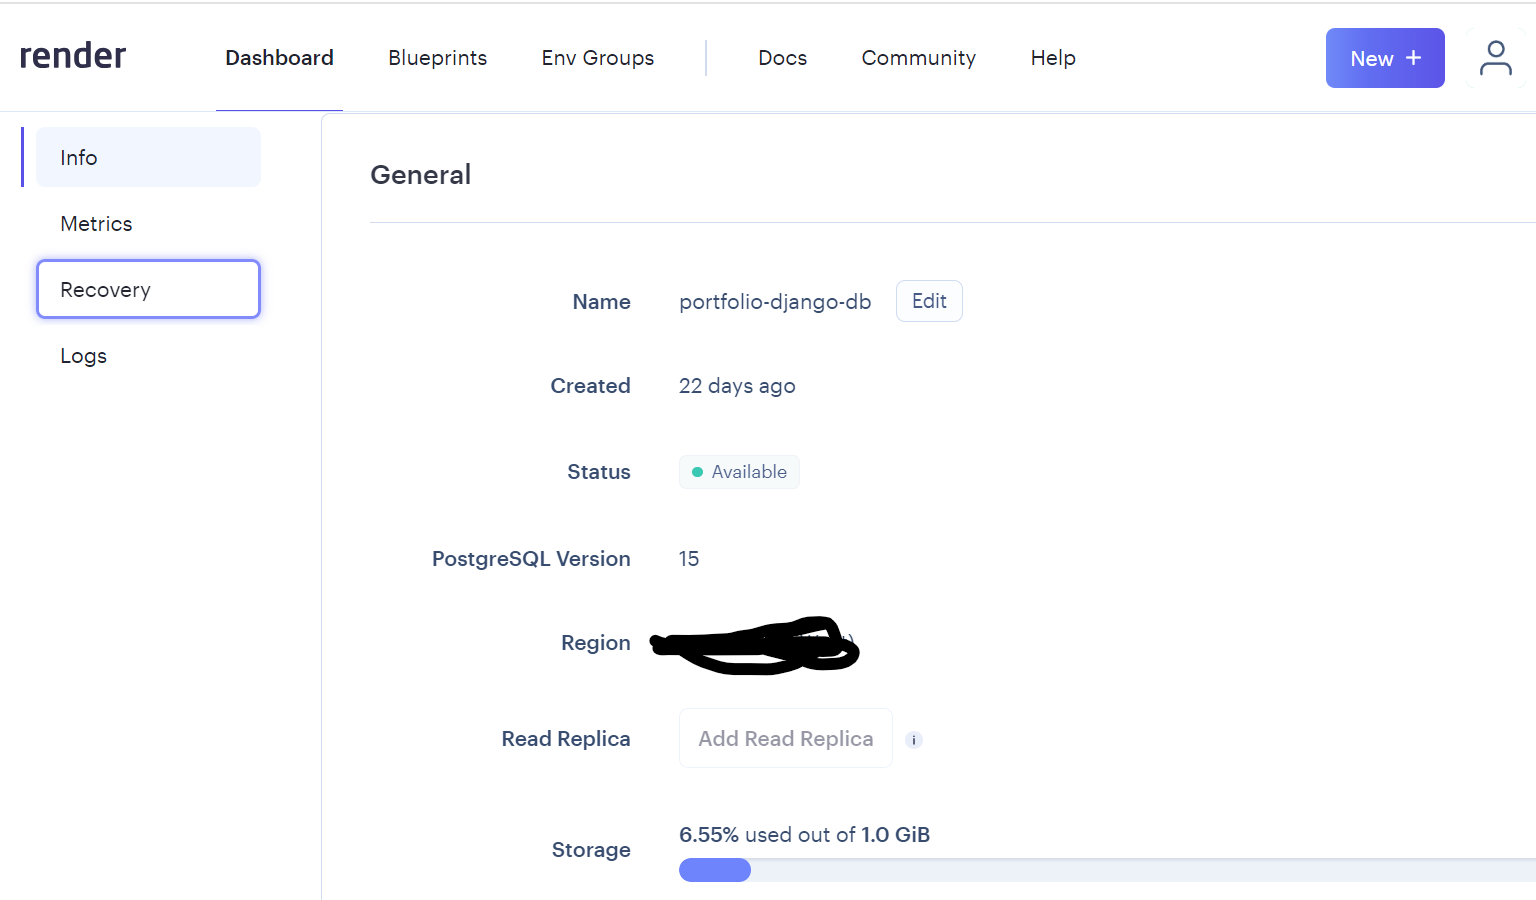 render
Dashboard Blueprints Env Groups Docs Community Help New +
Info
Metrics
Recovery
Logs
General
Name portfolio-django-db Edit
Created 22 days ago
Status Available
PostgreSQL Version 15
Region
Read Replica Add Read Replica i
Storage 6.55% used out of 1.0 GiB